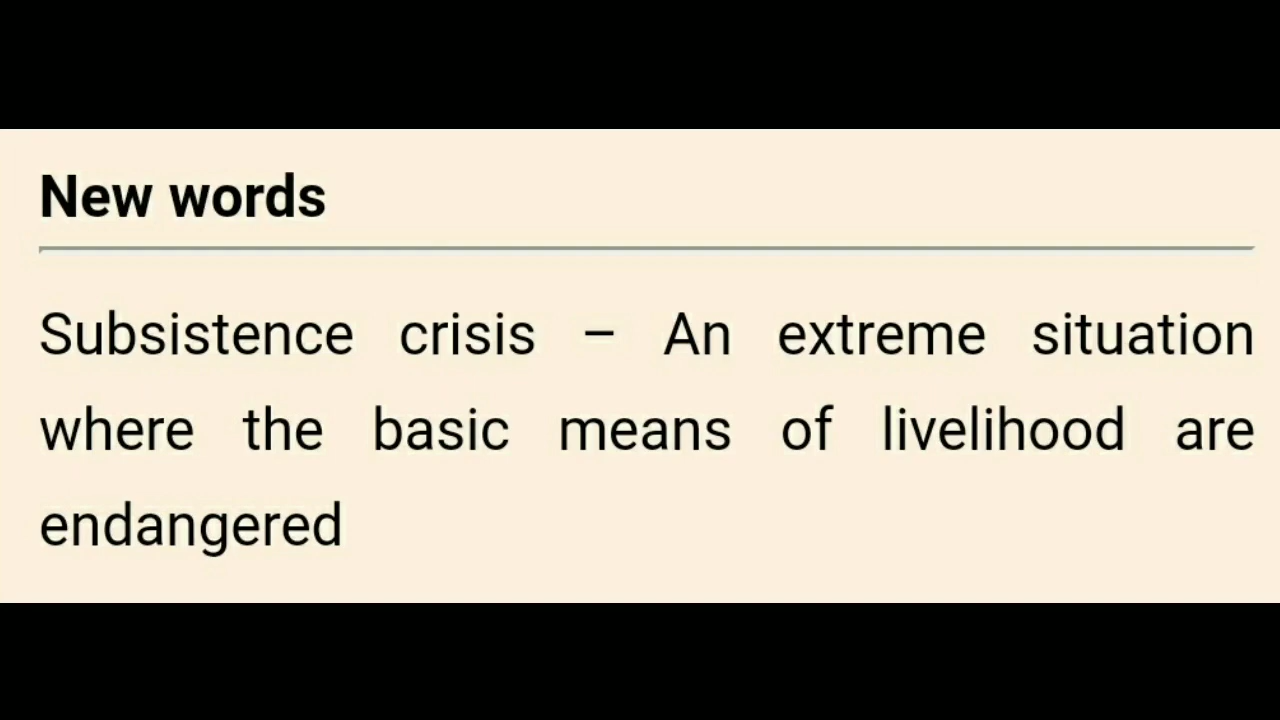 New words
Subsistence crisis – An extreme situation
where the basic means of livelihood are
endangered